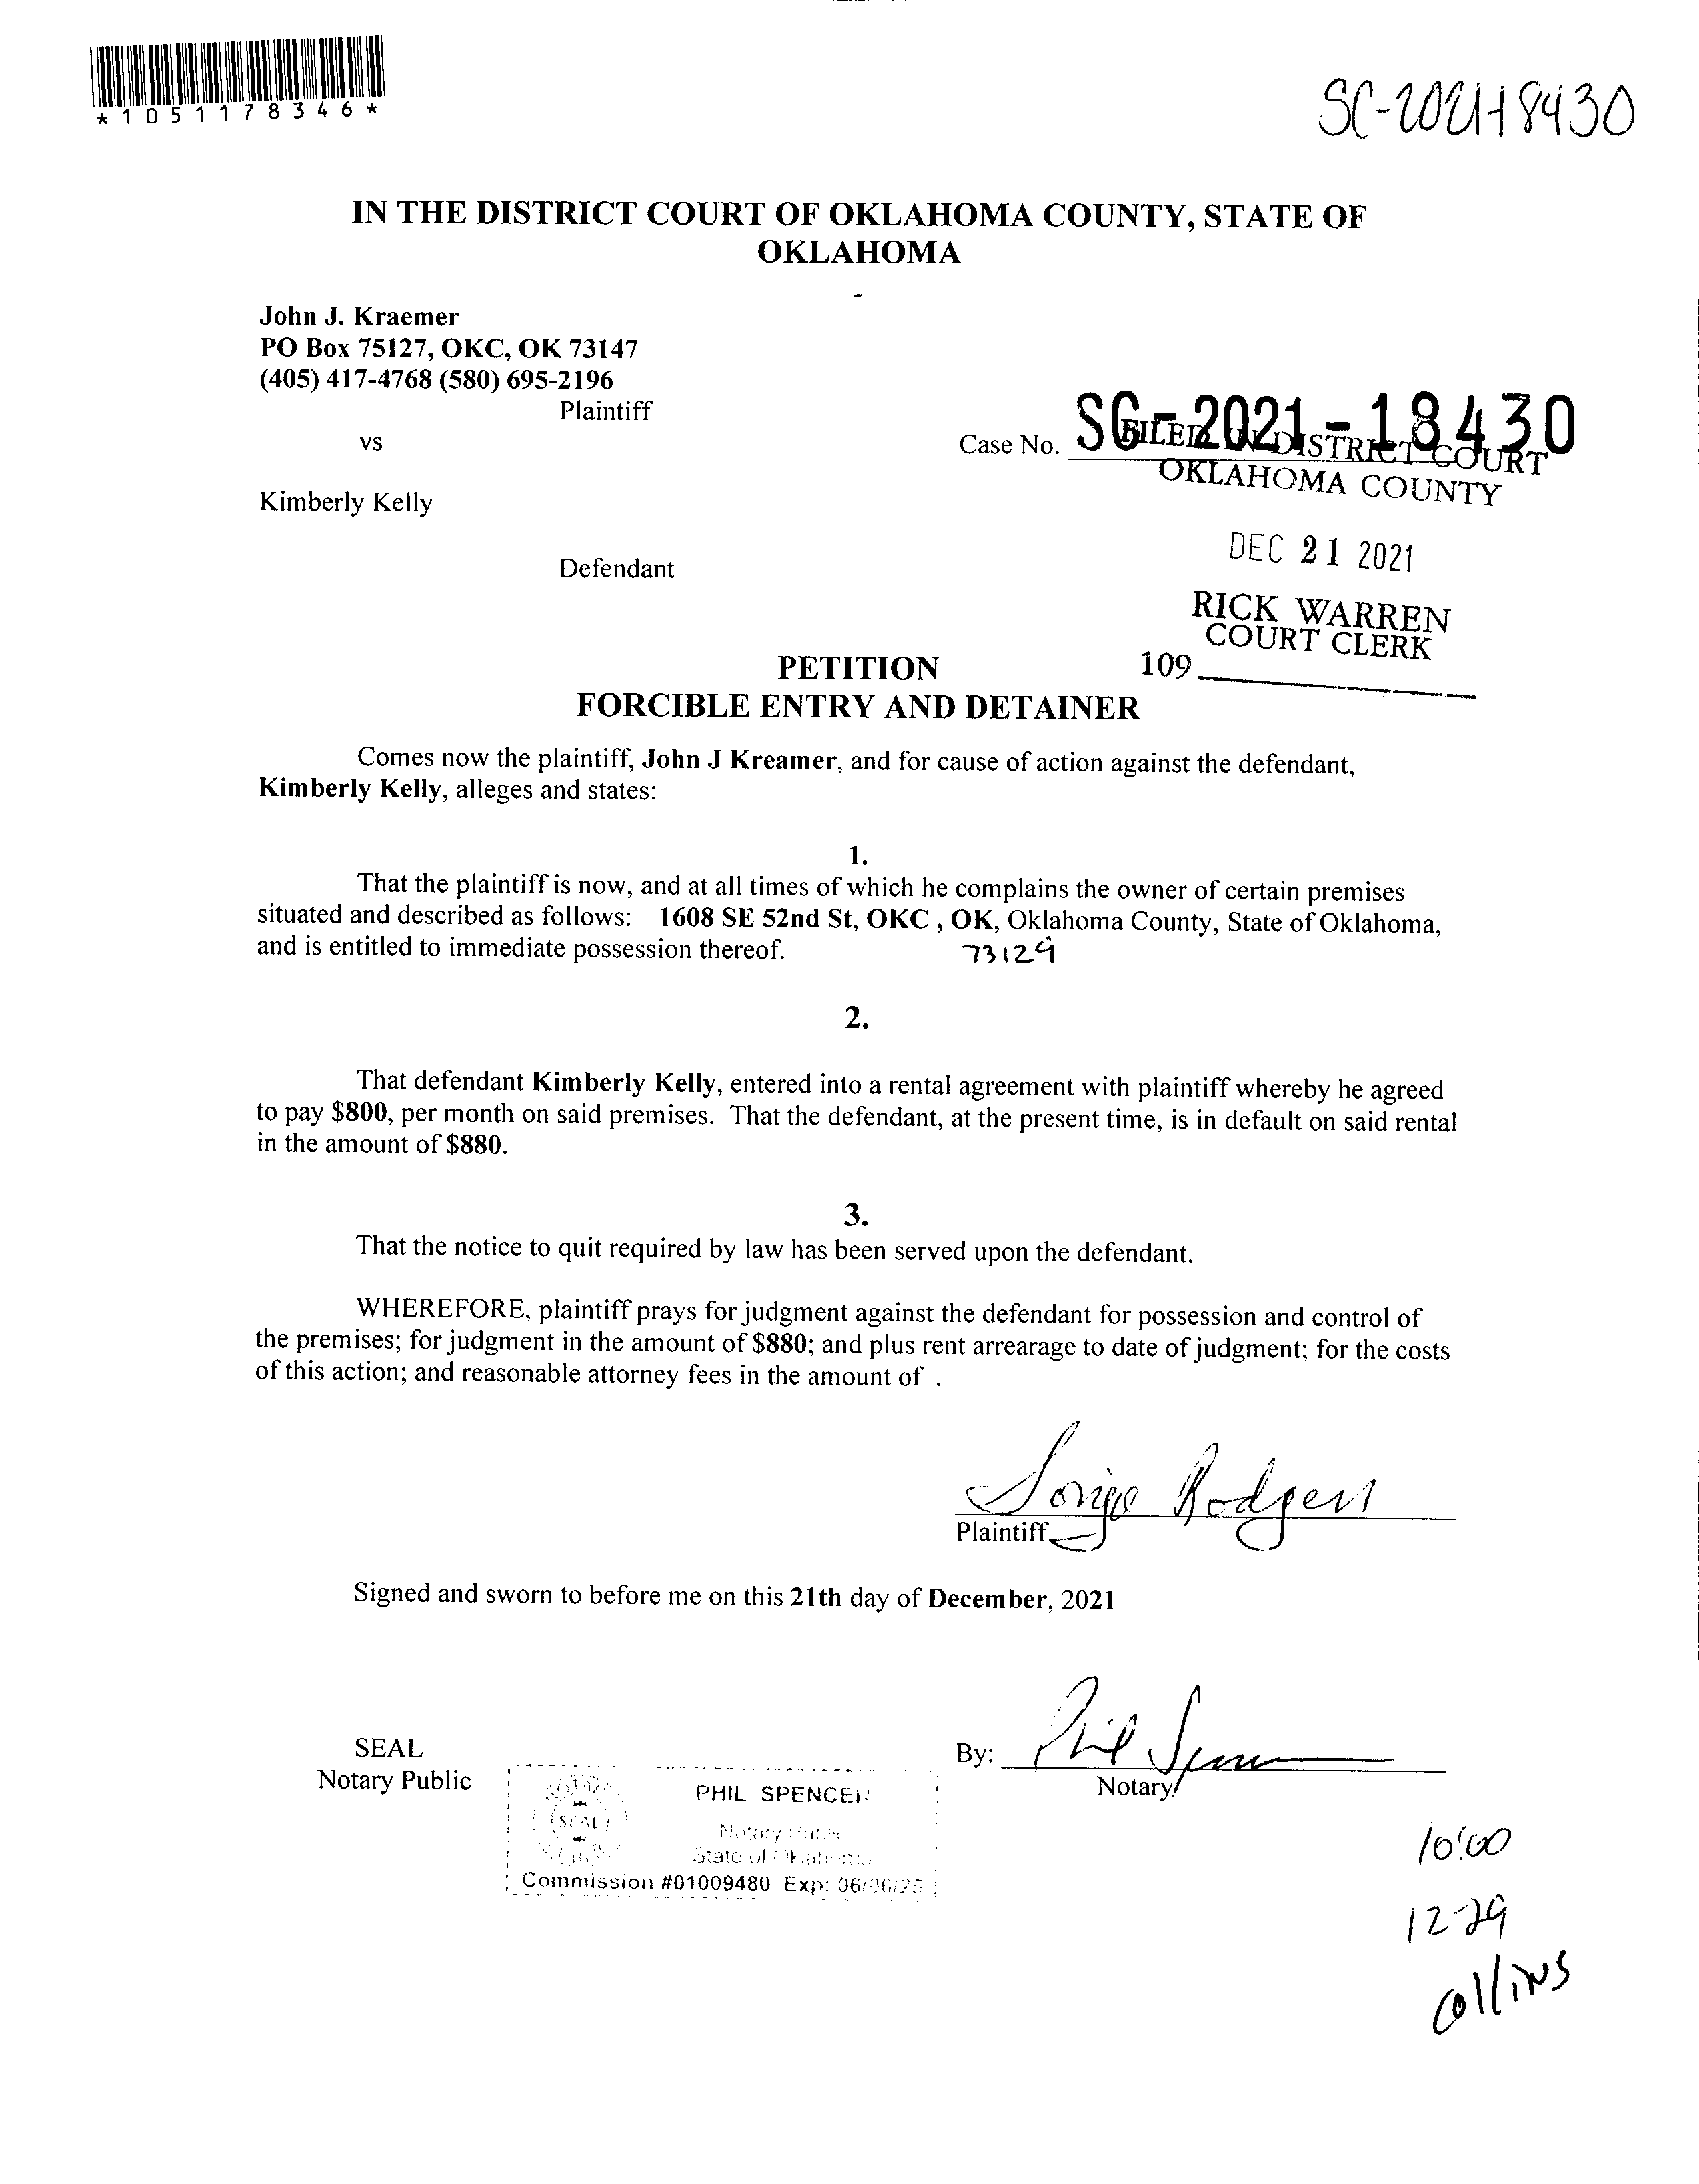 *1051178346*
SC-2021-18430
IN THE DISTRICT COURT OF OKLAHOMA COUNTY, STATE OF
OKLAHOMA
John J. Kraemer
PO Box 75127, OKC, OK 73147
(405) 417-4768 (580) 695-2196
Plaintiff
vs
Case No. SC-2021-18430
FILED IN DISTRICT COURT
OKLAHOMA COUNTY
Kimberly Kelly
DEC 21 2021
Defendant
RICK WARREN
COURT CLERK
109
PETITION
FORCIBLE ENTRY AND DETAINER
Comes now the plaintiff, John J Kreamer, and for cause of action against the defendant,
Kimberly Kelly, alleges and states:
1.
That the plaintiff is now, and at all times of which he complains the owner of certain premises
situated and described as follows: 1608 SE 52nd St, OKC , OK, Oklahoma County, State of Oklahoma,
and is entitled to immediate possession thereof. 73129
2.
That defendant Kimberly Kelly, entered into a rental agreement with plaintiff whereby he agreed
to pay $800, per month on said premises. That the defendant, at the present time, is in default on said rental
in the amount of $880.
3.
That the notice to quit required by law has been served upon the defendant.
WHEREFORE, plaintiff prays for judgment against the defendant for possession and control of
the premises; for judgment in the amount of $880; and plus rent arrearage to date of judgment; for the costs
of this action; and reasonable attorney fees in the amount of .
Sonja Rodgers
Plaintiff
Signed and sworn to before me on this 21th day of December, 2021
SEAL
Notary Public
By: Phil Spencer
Notary
PHIL SPENCER
SEAL
Notary Public
State of Oklahoma
Commission #01009480 Exp: 06/06/25
10:00
12-29
Collins